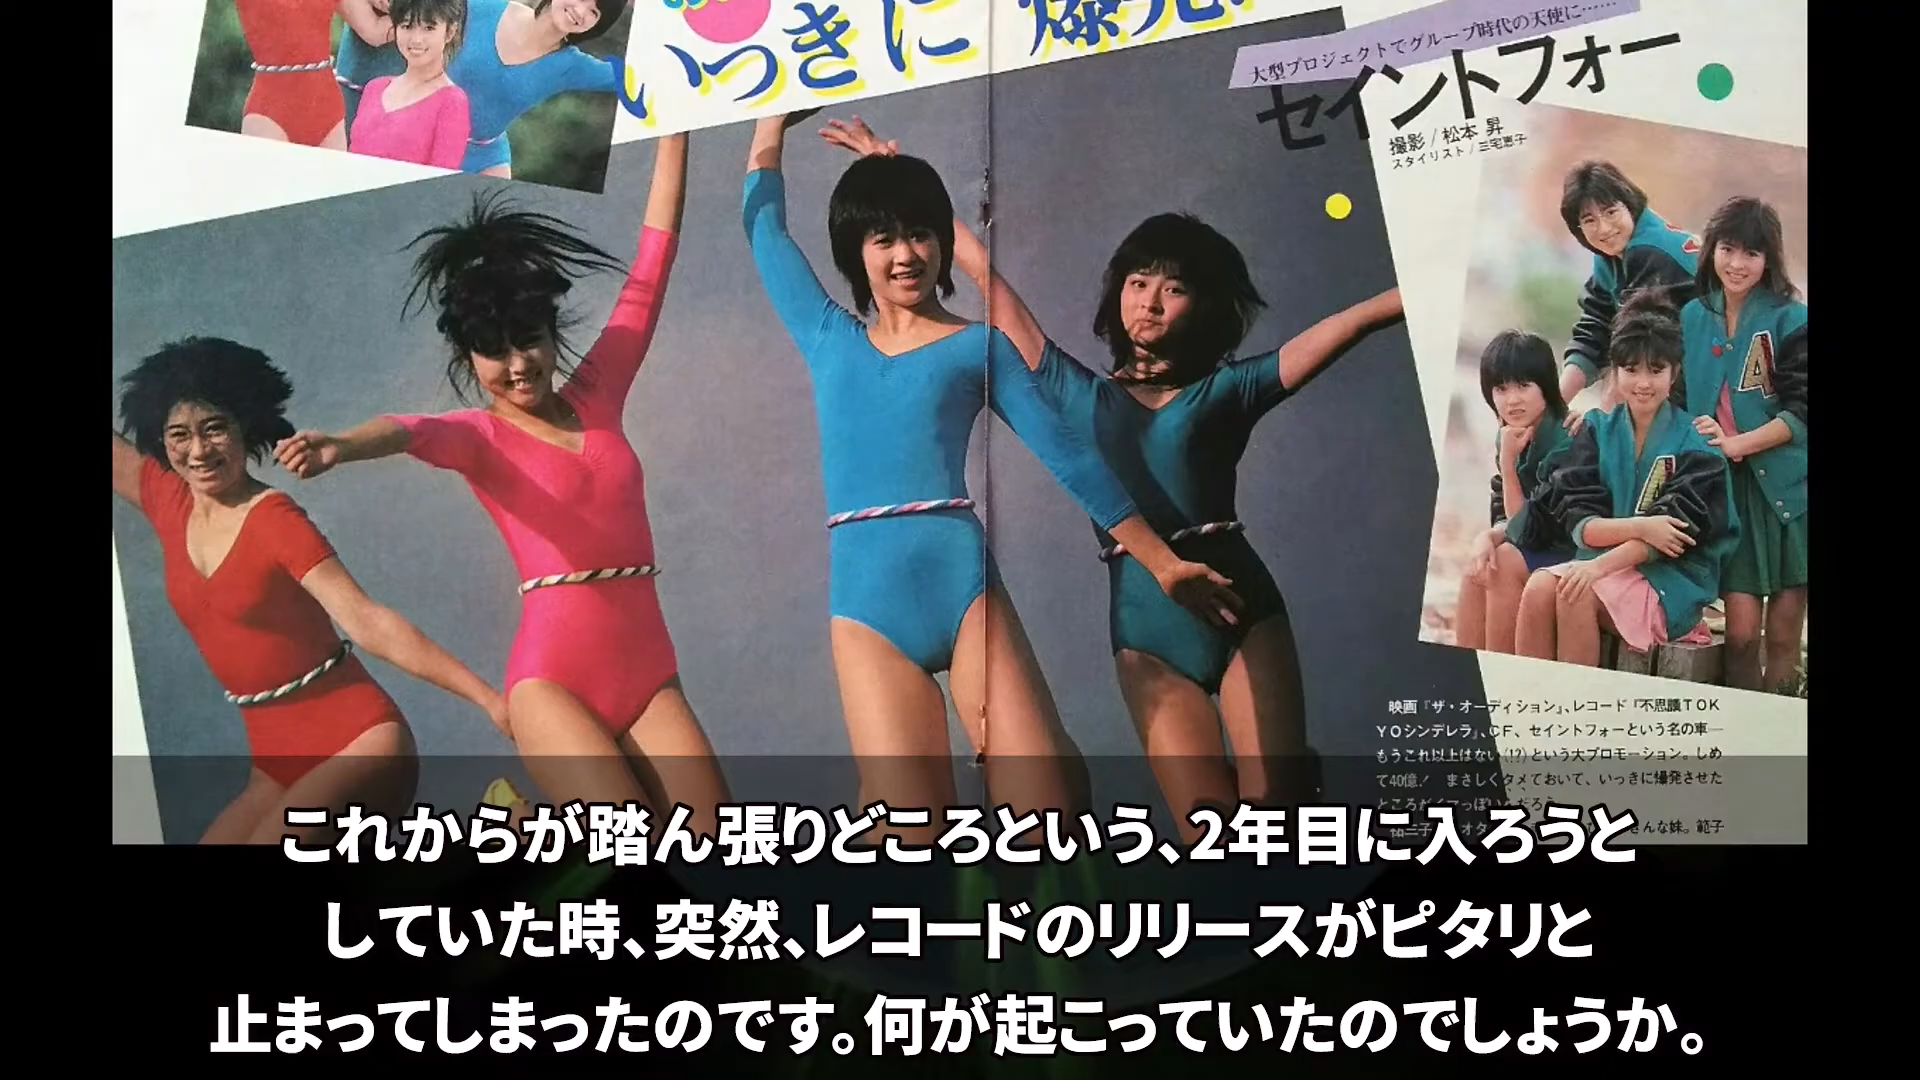 いっきに
大型プロジェクトでグループ時代の天使に……
セイントフォー
撮影/松本 昇
スタイリスト/三宅恵子
A
A
映画『ザ・オーディション』、レコード『不思議TOK
YOシンデレラ』、CF、セイントフォーという名の車―
もうこれ以上はない(!?)という大プロモーション。しめ
て40億! まさしくタメておいて、いっきに爆発させた
ところが
さんな妹。範子
これからが踏ん張りどころという、2年目に入ろうと
していた時、突然、レコードのリリースがピタリと
止まってしまったのです。何が起こっていたのでしょうか。